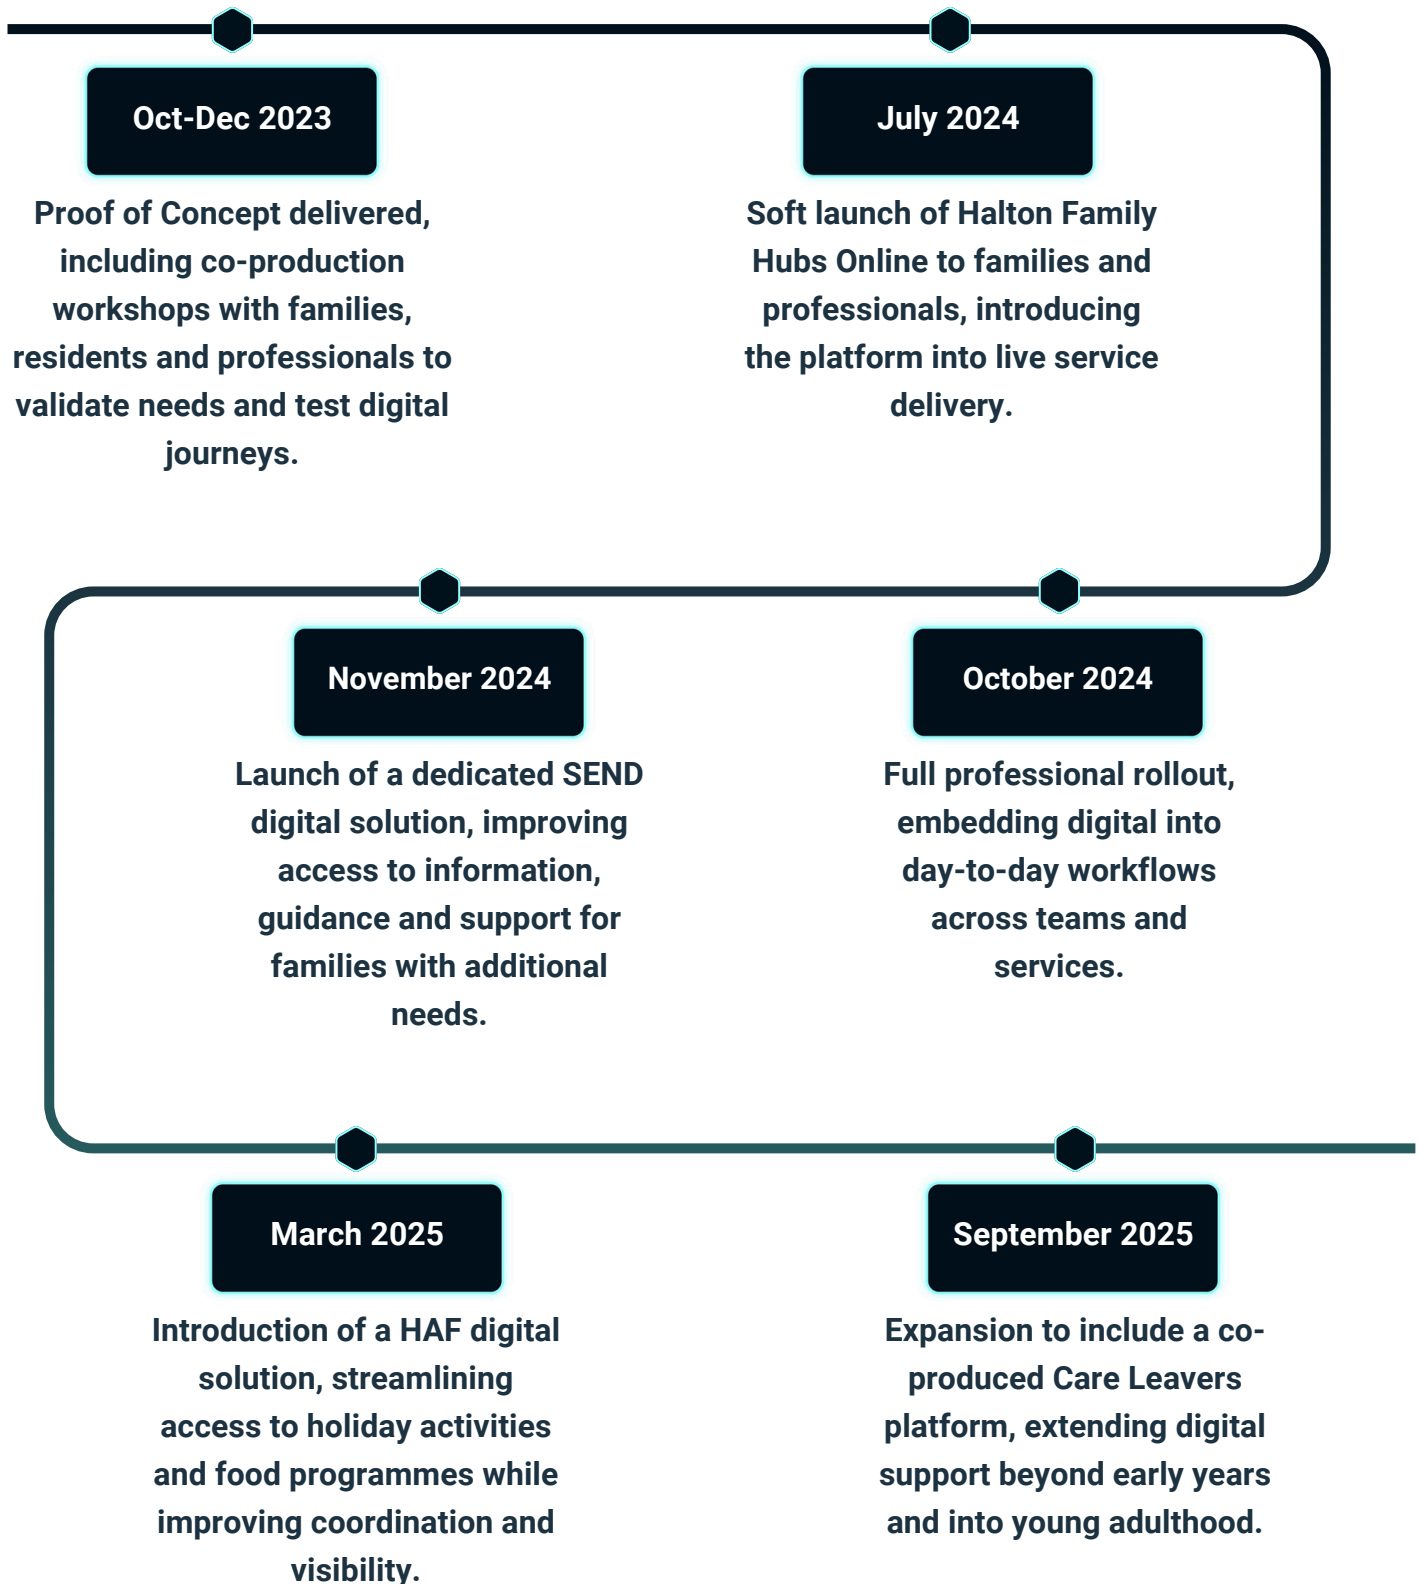 Oct-Dec 2023
Proof of Concept delivered,
including co-production
workshops with families,
residents and professionals to
validate needs and test digital
journeys.
July 2024
Soft launch of Halton Family
Hubs Online to families and
professionals, introducing
the platform into live service
delivery.
October 2024
Full professional rollout,
embedding digital into
day-to-day workflows
across teams and
services.
November 2024
Launch of a dedicated SEND
digital solution, improving
access to information,
guidance and support for
families with additional
needs.
March 2025
Introduction of a HAF digital
solution, streamlining
access to holiday activities
and food programmes while
improving coordination and
visibility.
September 2025
Expansion to include a co-
produced Care Leavers
platform, extending digital
support beyond early years
and into young adulthood.